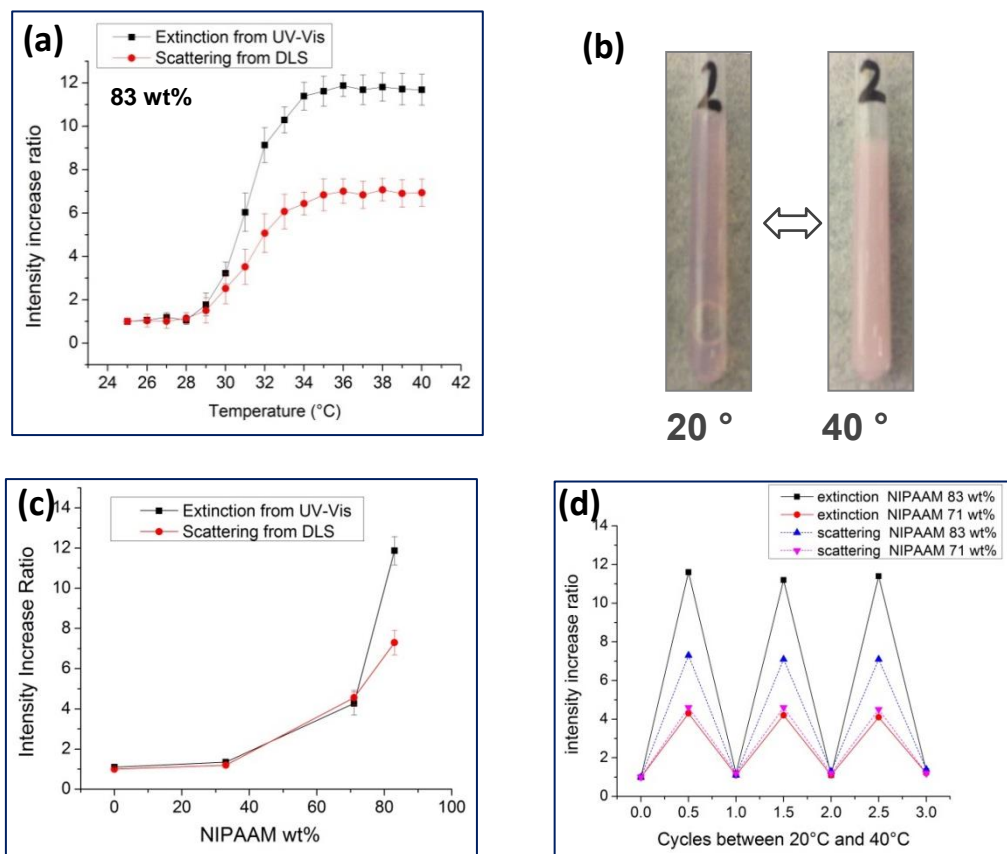 (a)
Extinction from UV-Vis
Scattering from DLS
83 wt%
Intensity increase ratio
12
10
8
6
4
2
0
24 26 28 30 32 34 36 38 40 42
Temperature (°C)
(b)
2 2
20 ° 40 °
(c)
Extinction from UV-Vis
Scattering from DLS
Intensity Increase Ratio
14
12
10
8
6
4
2
0
0 20 40 60 80 100
NIPAAM wt%
(d)
extinction NIPAAM 83 wt%
extinction NIPAAM 71 wt%
scattering NIPAAM 83 wt%
scattering NIPAAM 71 wt%
intensity increase ratio
14
12
10
8
6
4
2
0
0.0 0.5 1.0 1.5 2.0 2.5 3.0
Cycles between 20°C and 40°C